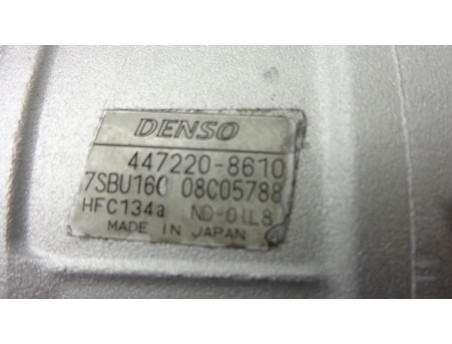 DENSO
447220-8610
7SBU16C 08C05788
HFC134a ND-OIL8
MADE IN JAPAN